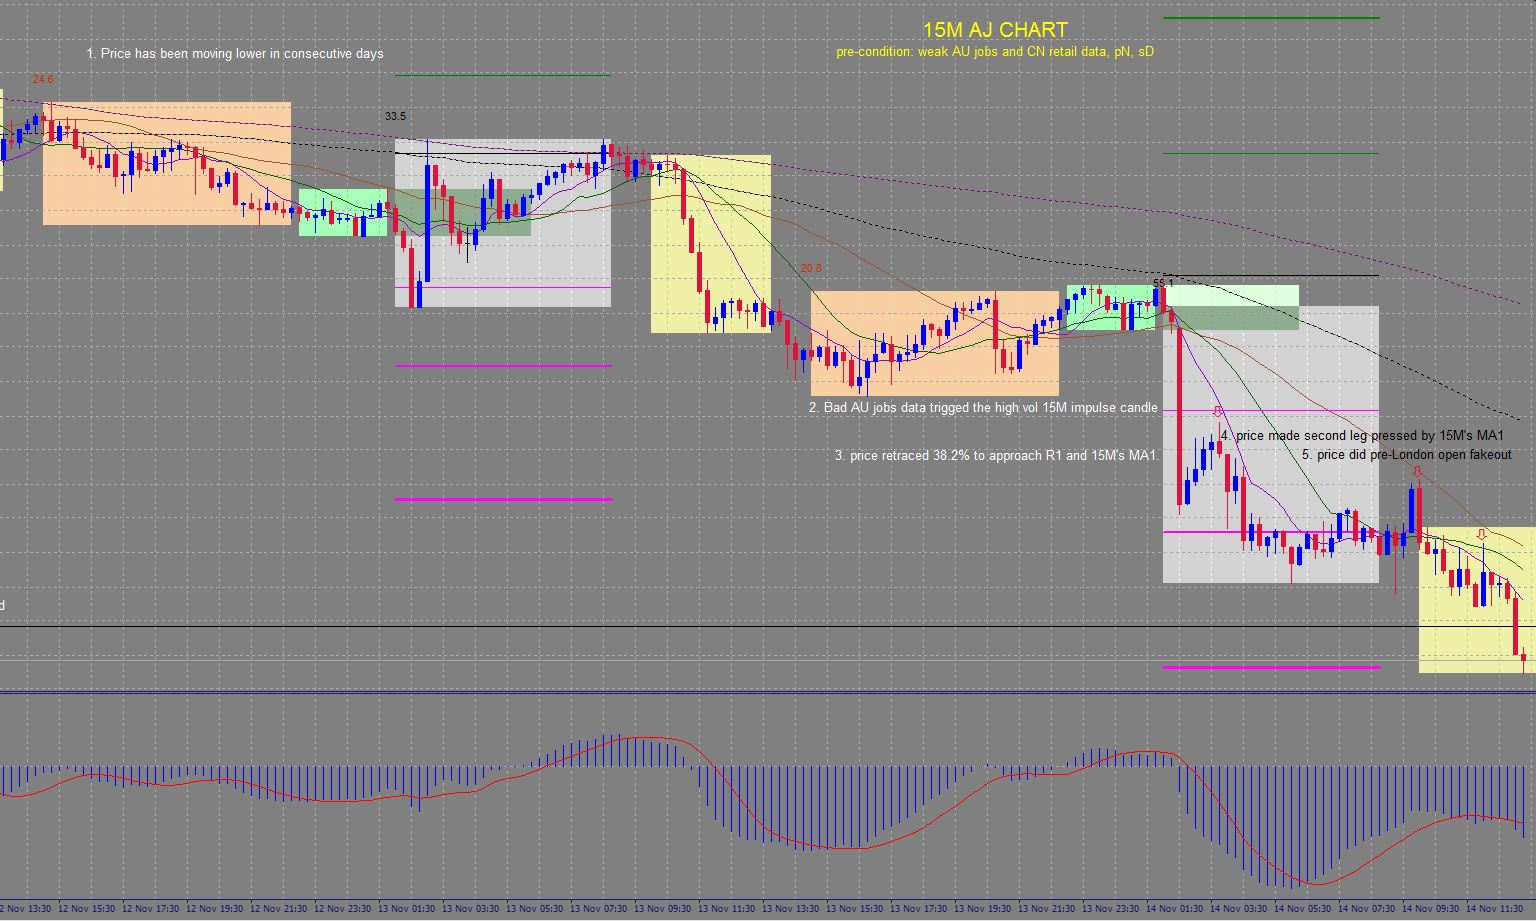 15M AJ CHART
pre-condition: weak AU jobs and CN retail data, pN, sD
1. Price has been moving lower in consecutive days
24.6
33.5
20.8
55.1
2. Bad AU jobs data trigged the high vol 15M impulse candle
4. price made second leg pressed by 15M's MA1
3. price retraced 38.2% to approach R1 and 15M's MA1.
5. price did pre-London open fakeout
d
2 Nov 13:30 12 Nov 15:30 12 Nov 17:30 12 Nov 19:30 12 Nov 21:30 12 Nov 23:30 13 Nov 01:30 13 Nov 03:30 13 Nov 05:30 13 Nov 07:30 13 Nov 09:30 13 Nov 11:30 13 Nov 13:30 13 Nov 15:30 13 Nov 17:30 13 Nov 19:30 13 Nov 21:30 13 Nov 23:30 14 Nov 01:30 14 Nov 03:30 14 Nov 05:30 14 Nov 07:30 14 Nov 09:30 14 Nov 11:30